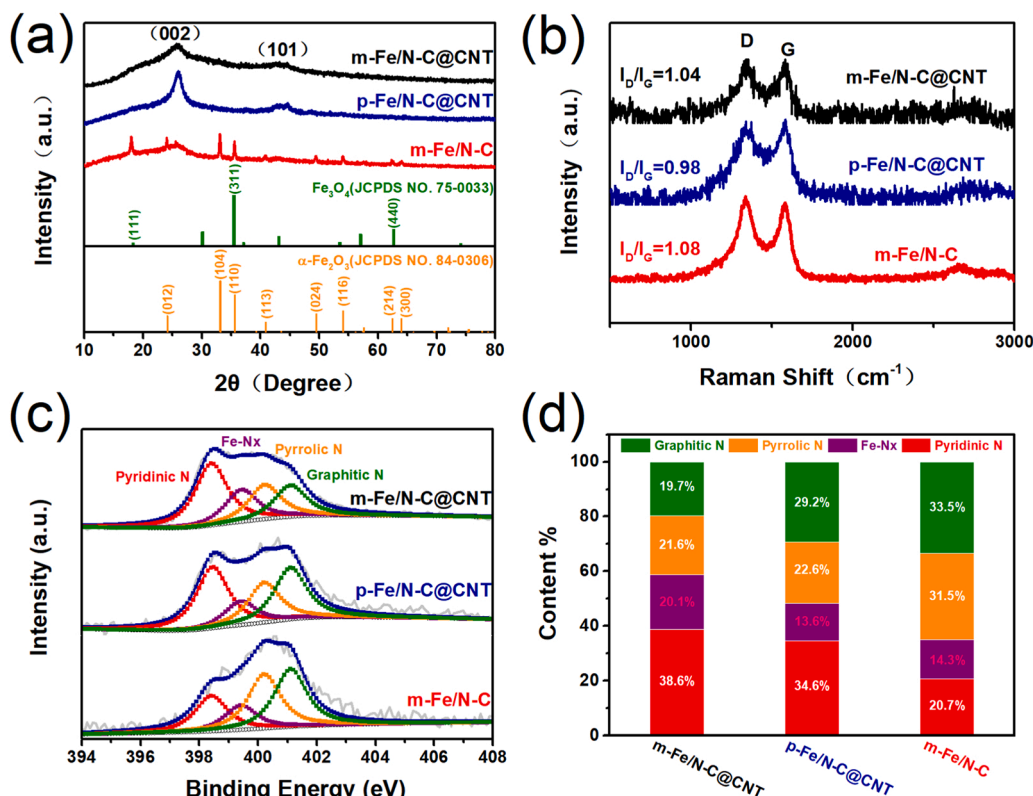 (a)
(002)
(101)
m-Fe/N-C@CNT
p-Fe/N-C@CNT
m-Fe/N-C
Fe3O4(JCPDS NO. 75-0033)
(111)
(311)
(440)
α-Fe2O3(JCPDS NO. 84-0306)
(012)
(104)
(110)
(113)
(024)
(116)
(214)
(300)
Intensity (a.u.)
10 20 30 40 50 60 70 80
2θ (Degree)
(b)
D G
ID/IG=1.04
m-Fe/N-C@CNT
ID/IG=0.98
p-Fe/N-C@CNT
ID/IG=1.08
m-Fe/N-C
Intensity (a.u.)
1000 2000 3000
Raman Shift (cm-1)
(c)
Fe-Nx
Pyrrolic N
Pyridinic N
Graphitic N
m-Fe/N-C@CNT
p-Fe/N-C@CNT
m-Fe/N-C
Intensity (a.u.)
394 396 398 400 402 404 406 408
Binding Energy (eV)
(d)
Graphitic N Pyrrolic N Fe-Nx Pyridinic N
100
80
60
40
20
0
Content %
19.7%
21.6%
20.1%
38.6%
29.2%
22.6%
13.6%
34.6%
33.5%
31.5%
14.3%
20.7%
m-Fe/N-C@CNT
p-Fe/N-C@CNT
m-Fe/N-C